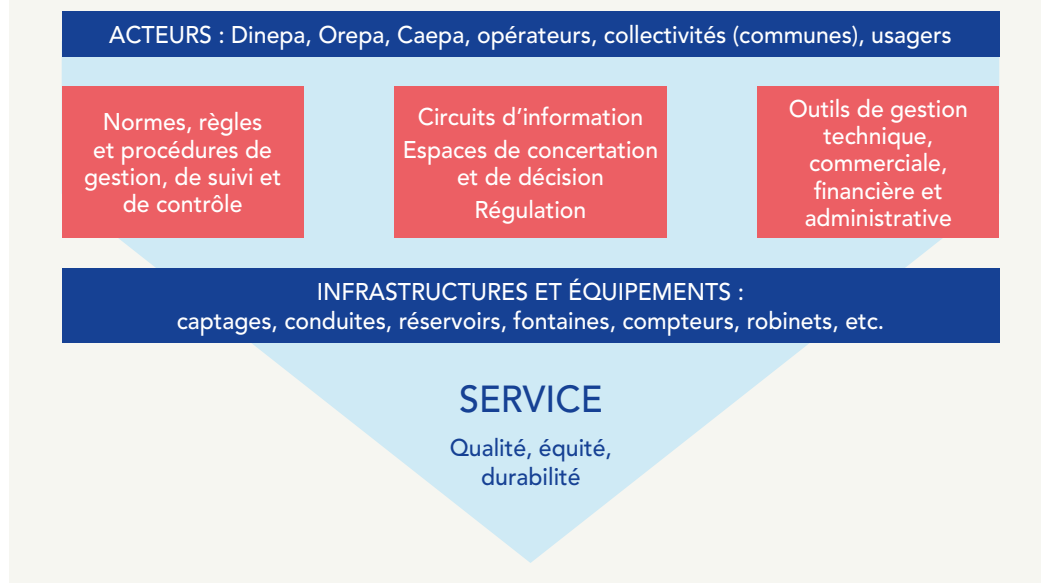 ACTEURS : Dinepa, Orepa, Caepa, opérateurs, collectivités (communes), usagers
Normes, règles
et procédures de
gestion, de suivi et
de contrôle
Circuits d’information
Espaces de concertation
et de décision
Régulation
Outils de gestion
technique,
commerciale,
financière et
administrative
INFRASTRUCTURES ET ÉQUIPEMENTS :
captages, conduites, réservoirs, fontaines, compteurs, robinets, etc.
SERVICE
Qualité, équité,
durabilité